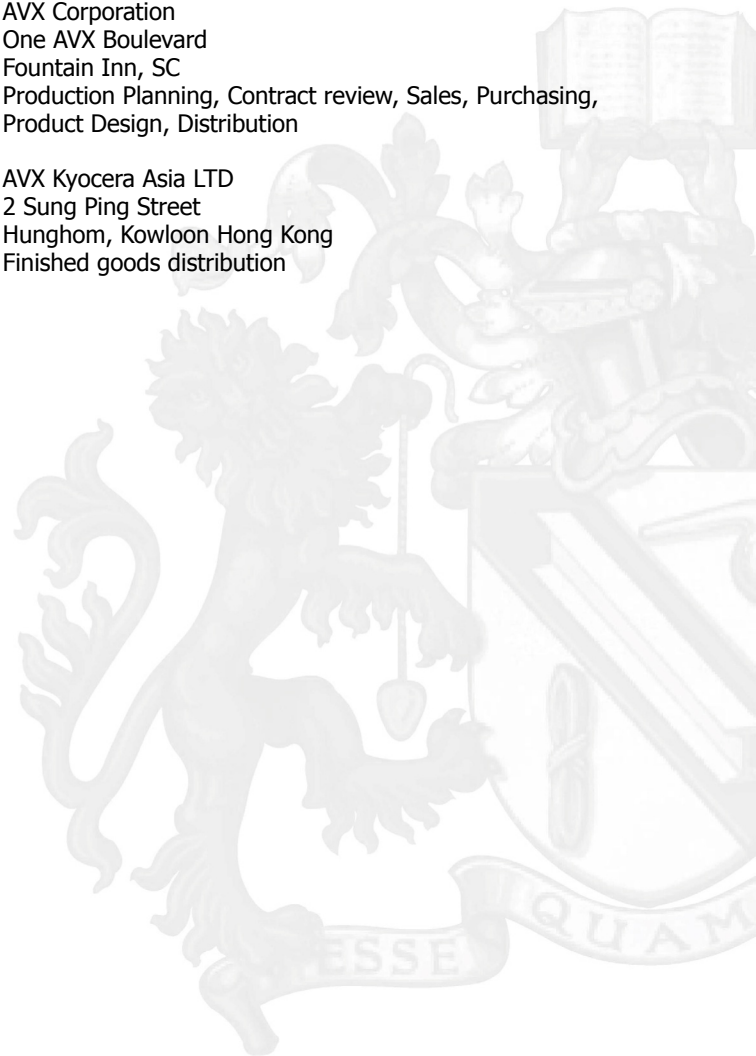 AVX Corporation
One AVX Boulevard
Fountain Inn, SC
Production Planning, Contract review, Sales, Purchasing,
Product Design, Distribution
AVX Kyocera Asia LTD
2 Sung Ping Street
Hunghom, Kowloon Hong Kong
Finished goods distribution
ESSE QUAM